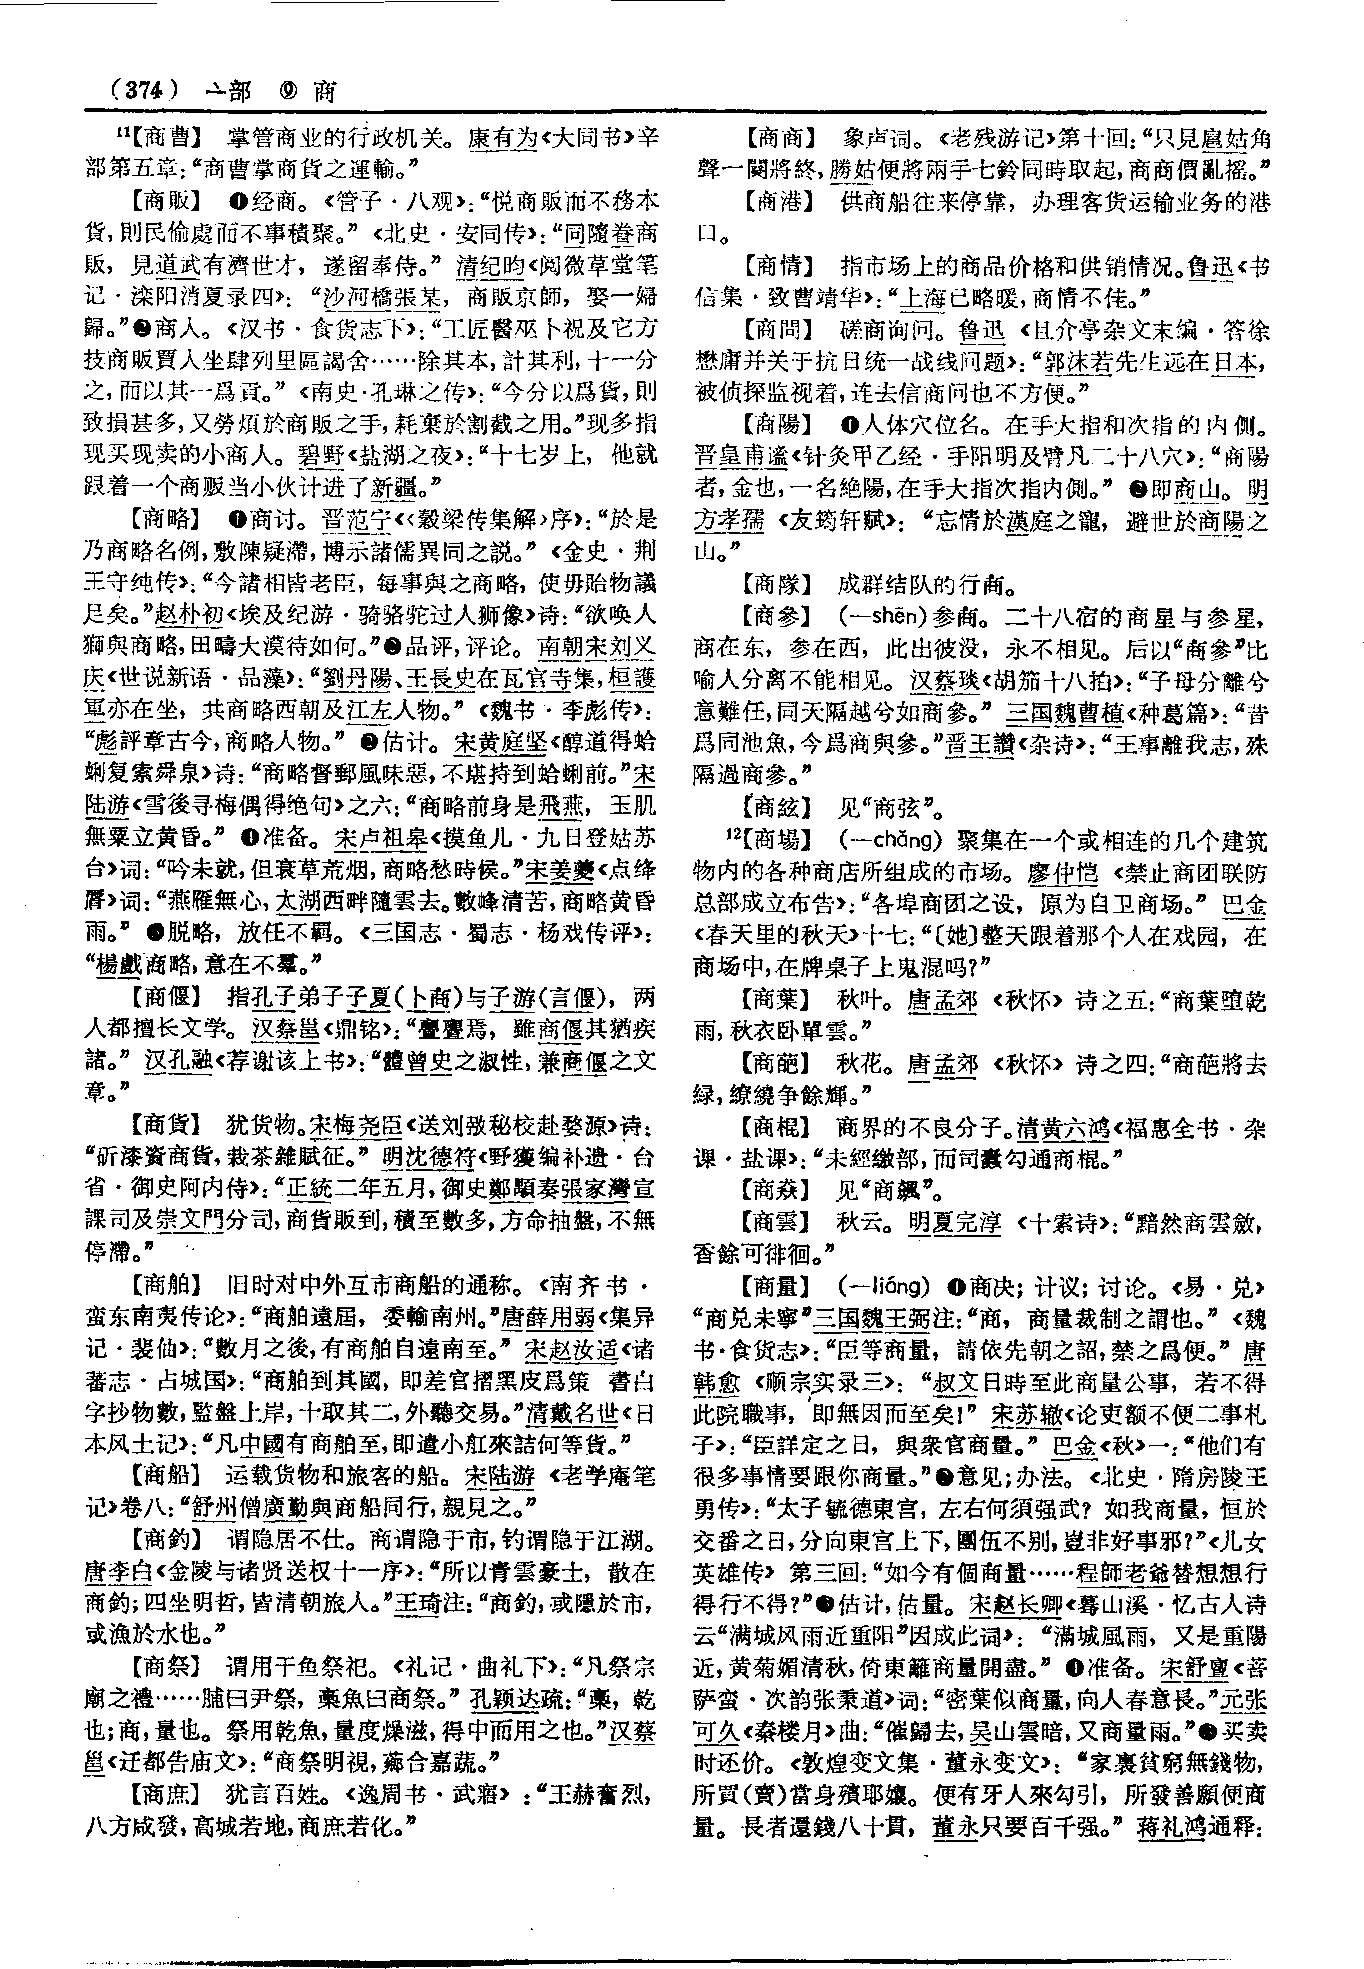 （374） 亠部 ⑨ 商
¹¹【商曹】 掌管商业的行政机关。康有为《大同书》辛
部第五章：“商曹掌商貨之運輸。”
【商販】 ❶经商。《管子·八观》：“悦商販而不務本
貨，則民偷處而不事積聚。”《北史·安同传》：“同隨眷商
販，見道武有濟世才，遂留奉侍。”清纪昀《阅微草堂笔
记·滦阳消夏录四》：“沙河橋張某，商販京師，娶一婦
歸。”❷商人。《汉书·食货志下》：“工匠醫巫卜祝及它方
技商販賈人坐肆列里區謁舍……除其本，計其利，十一分
之，而以其一爲貢。”《南史·孔琳之传》：“今分以爲貨，則
致損甚多，又勞煩於商販之手，耗棄於割截之用。”现多指
现买现卖的小商人。碧野《盐湖之夜》：“十七岁上，他就
跟着一个商贩当小伙计进了新疆。”
【商略】 ❶商讨。晋范宁《〈穀梁传集解〉序》：“於是
乃商略名例，敷陳疑滯，博示諸儒異同之説。”《金史·荆
王守纯传》：“今諸相皆老臣，每事與之商略，使毋貽物議
足矣。”赵朴初《埃及纪游·骑骆驼过人狮像》诗：“欲唤人
獅與商略，田疇大漠待如何。”❷品评，评论。南朝宋刘义
庆《世说新语·品藻》：“劉丹陽、王長史在瓦官寺集，桓護
軍亦在坐，共商略西朝及江左人物。”《魏书·李彪传》：
“彪評章古今，商略人物。”❸估计。宋黄庭坚《醇道得蛤
蜊复索舜泉》诗：“商略督郵風味惡，不堪持到蛤蜊前。”宋
陆游《雪後寻梅偶得绝句》之六：“商略前身是飛燕，玉肌
無粟立黄昏。”❹准备。宋卢祖皋《摸鱼儿·九日登姑苏
台》词：“吟未就，但衰草荒烟，商略愁時候。”宋姜夔《点绛
唇》词：“燕雁無心，太湖西畔隨雲去。數峰清苦，商略黄昏
雨。”❺脱略，放任不羁。《三国志·蜀志·杨戏传评》：
“楊戲商略，意在不羣。”
【商偃】 指孔子弟子子夏（卜商）与子游（言偃），两
人都擅长文学。汉蔡邕《鼎铭》：“亹亹焉，雖商偃其猶疾
諸。”汉孔融《荐谢该上书》：“體曾史之淑性，兼商偃之文
章。”
【商貨】 犹货物。宋梅尧臣《送刘𢾭秘校赴婺源》诗：
“斫漆資商貨，栽茶雜賦征。”明沈德符《野獲编补遗·台
省·御史阿内侍》：“正統二年五月，御史鄭顒奏張家灣宣
課司及崇文門分司，商貨販到，積至數多，方命抽盤，不無
停滯。”
【商舶】 旧时对中外互市商船的通称。《南齐书·
蛮东南夷传论》：“商舶遠屆，委輸南州。”唐薛用弱《集异
记·裴仙》：“數月之後，有商舶自遠南至。”宋赵汝适《诸
蕃志·占城国》：“商舶到其國，即差官摺黑皮爲策 書白
字抄物數，監盤上岸，十取其二，外聽交易。”清戴名世《日
本风土记》：“凡中國有商舶至，即遣小舡來詰何等貨。”
【商船】 运载货物和旅客的船。宋陆游《老学庵笔
记》卷八：“舒州僧廣勤與商船同行，親見之。”
【商釣】 谓隐居不仕。商谓隐于市，钓谓隐于江湖。
唐李白《金陵与诸贤送权十一序》：“所以青雲豪士，散在
商釣；四坐明哲，皆清朝旅人。”王琦注：“商釣，或隱於市，
或漁於水也。”
【商祭】 谓用干鱼祭祀。《礼记·曲礼下》：“凡祭宗
廟之禮……脯曰尹祭，槀魚曰商祭。”孔颖达疏：“槀，乾
也；商，量也。祭用乾魚，量度燥滋，得中而用之也。”汉蔡
邕《迁都告庙文》：“商祭明視，薌合嘉蔬。”
【商庶】 犹言百姓。《逸周书·武寤》：“王赫奮烈，
八方咸發，高城若地，商庶若化。”
【商商】 象声词。《老残游记》第十回：“只見扈姑角
聲一闋將終，勝姑便將兩手七鈴同時取起，商商價亂摇。”
【商港】 供商船往来停靠，办理客货运输业务的港
口。
【商情】 指市场上的商品价格和供销情况。鲁迅《书
信集·致曹靖华》：“上海已略暖，商情不佳。”
【商問】 磋商询问。鲁迅《且介亭杂文末编·答徐
懋庸并关于抗日统一战线问题》：“郭沫若先生远在日本，
被侦探监视着，连去信商问也不方便。”
【商陽】 ❶人体穴位名。在手大指和次指的内侧。
晋皇甫谧《针灸甲乙经·手阳明及臂凡二十八穴》：“商陽
者，金也，一名絶陽，在手大指次指内側。”❷即商山。明
方孝孺《友筠轩赋》：“忘情於漢庭之寵，避世於商陽之
山。”
【商隊】 成群结队的行商。
【商參】 （—shēn）参商。二十八宿的商星与参星，
商在东，参在西，此出彼没，永不相见。后以“商參”比
喻人分离不能相见。汉蔡琰《胡笳十八拍》：“子母分離兮
意難任，同天隔越兮如商參。”三国魏曹植《种葛篇》：“昔
爲同池魚，今爲商與參。”晋王讚《杂诗》：“王事離我志，殊
隔過商參。”
【商絃】 见“商弦”。
¹²【商場】 （—chǎng）聚集在一个或相连的几个建筑
物内的各种商店所组成的市场。廖仲恺《禁止商团联防
总部成立布告》：“各埠商团之设，原为自卫商场。”巴金
《春天里的秋天》十七：“〔她〕整天跟着那个人在戏园，在
商场中，在牌桌子上鬼混吗？”
【商葉】 秋叶。唐孟郊《秋怀》诗之五：“商葉墮乾
雨，秋衣卧單雲。”
【商葩】 秋花。唐孟郊《秋怀》诗之四：“商葩將去
绿，缭繞争餘輝。”
【商棍】 商界的不良分子。清黄六鸿《福惠全书·杂
课·盐课》：“未經繳部，而司蠹勾通商棍。”
【商猋】 见“商飆”。
【商雲】 秋云。明夏完淳《十索诗》：“黯然商雲斂，
香餘可徘徊。”
【商量】 （—liáng）❶商决；计议；讨论。《易·兑》
“商兑未寧”三国魏王弼注：“商，商量裁制之謂也。”《魏
书·食货志》：“臣等商量，請依先朝之詔，禁之爲便。”唐
韩愈《顺宗实录三》：“叔文日時至此商量公事，若不得
此院職事，即無因而至矣！”宋苏辙《论吏额不便二事札
子》：“臣詳定之日，與衆官商量。”巴金《秋》一：“他们有
很多事情要跟你商量。”❷意见；办法。《北史·隋房陵王
勇传》：“太子毓德東宫，左右何須强武？如我商量，恒於
交番之日，分向東宫上下，團伍不别，豈非好事邪？”《儿女
英雄传》第三回：“如今有個商量……程師老爺替想想行
得行不得？”❸估计，估量。宋赵长卿《蓦山溪·忆古人诗
云“满城风雨近重阳”因成此词》：“滿城風雨，又是重陽
近，黄菊媚清秋，倚東籬商量開盡。”❹准备。宋舒亶《菩
萨蛮·次韵张秉道》词：“密葉似商量，向人春意長。”元张
可久《秦楼月》曲：“催歸去，吴山雲暗，又商量雨。”❺买卖
时还价。《敦煌变文集·董永变文》：“家裏貧窮無錢物，
所買（賣）當身殯耶孃。便有牙人來勾引，所發善願便商
量。長者還錢八十貫，董永只要百千强。”蒋礼鸿通释：